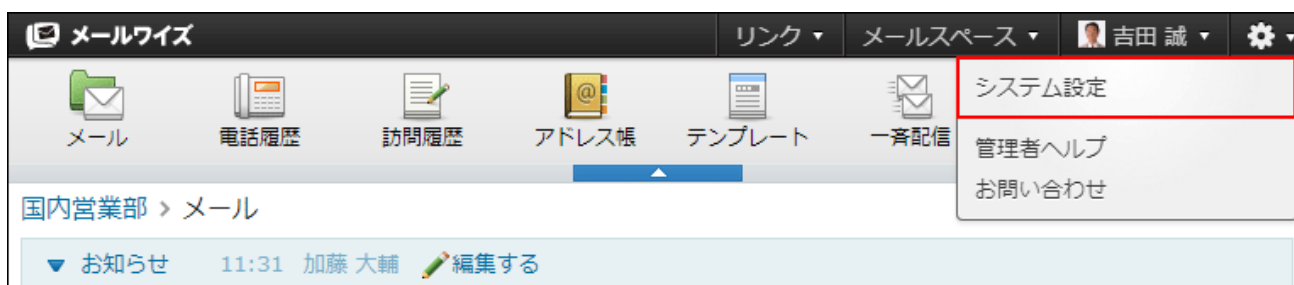 メールワイズ リンク メールスペース 吉田 誠
システム設定
メール 電話履歴 訪問履歴 アドレス帳 テンプレート 一斉配信
管理者ヘルプ
お問い合わせ
国内営業部 > メール
お知らせ 11:31 加藤 大輔 編集する